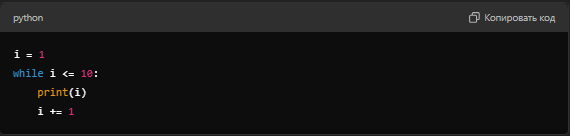 python
Копировать код
i = 1
while i <= 10:
    print(i)
    i += 1